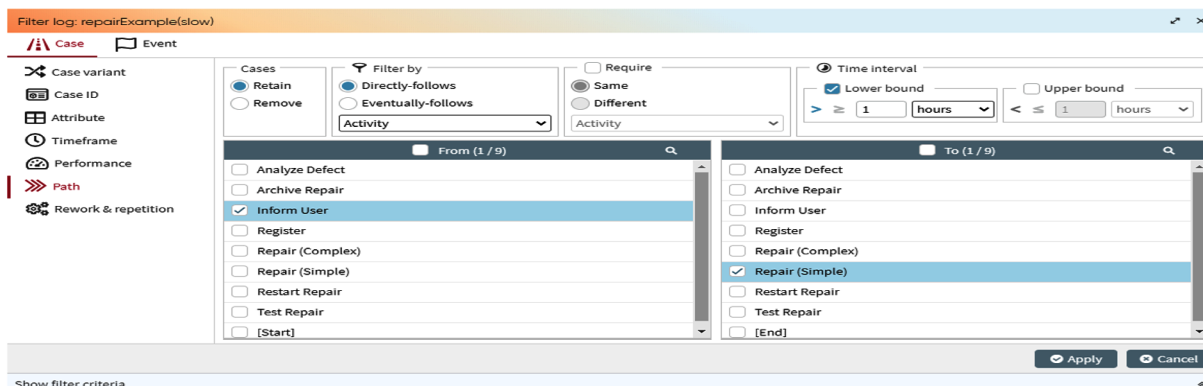 Filter log: repairExample(slow)
Case Event
Case variant
Case ID
Attribute
Timeframe
Performance
Path
Rework & repetition
Cases
Retain
Remove
Filter by
Directly-follows
Eventually-follows
Activity
Require
Same
Different
Activity
Time interval
Lower bound
> ≥ 1 hours
Upper bound
< ≤ 1 hours
From (1 / 9)
Analyze Defect
Archive Repair
Inform User
Register
Repair (Complex)
Repair (Simple)
Restart Repair
Test Repair
[Start]
To (1 / 9)
Analyze Defect
Archive Repair
Inform User
Register
Repair (Complex)
Repair (Simple)
Restart Repair
Test Repair
[End]
Apply Cancel
Show filter criteria